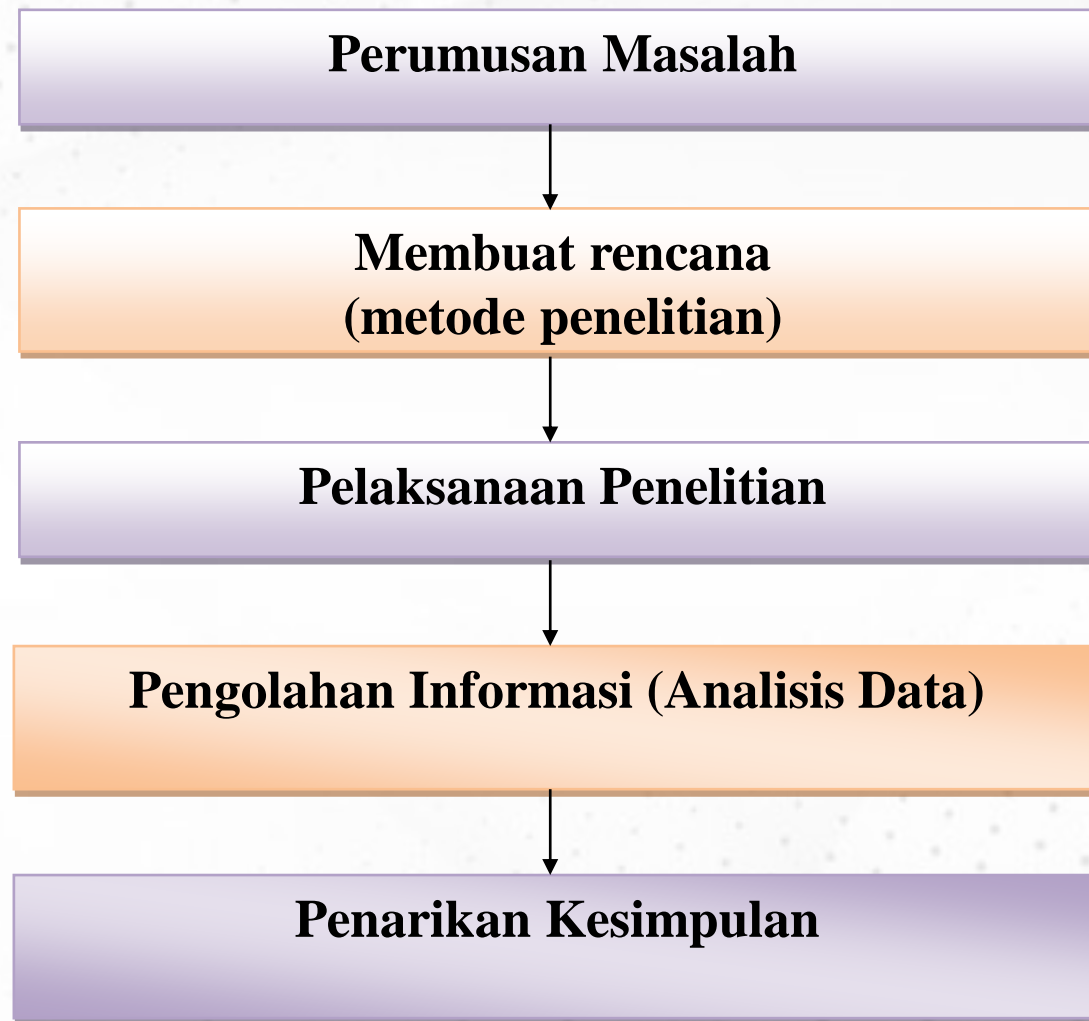 Perumusan Masalah
Membuat rencana
(metode penelitian)
Pelaksanaan Penelitian
Pengolahan Informasi (Analisis Data)
Penarikan Kesimpulan